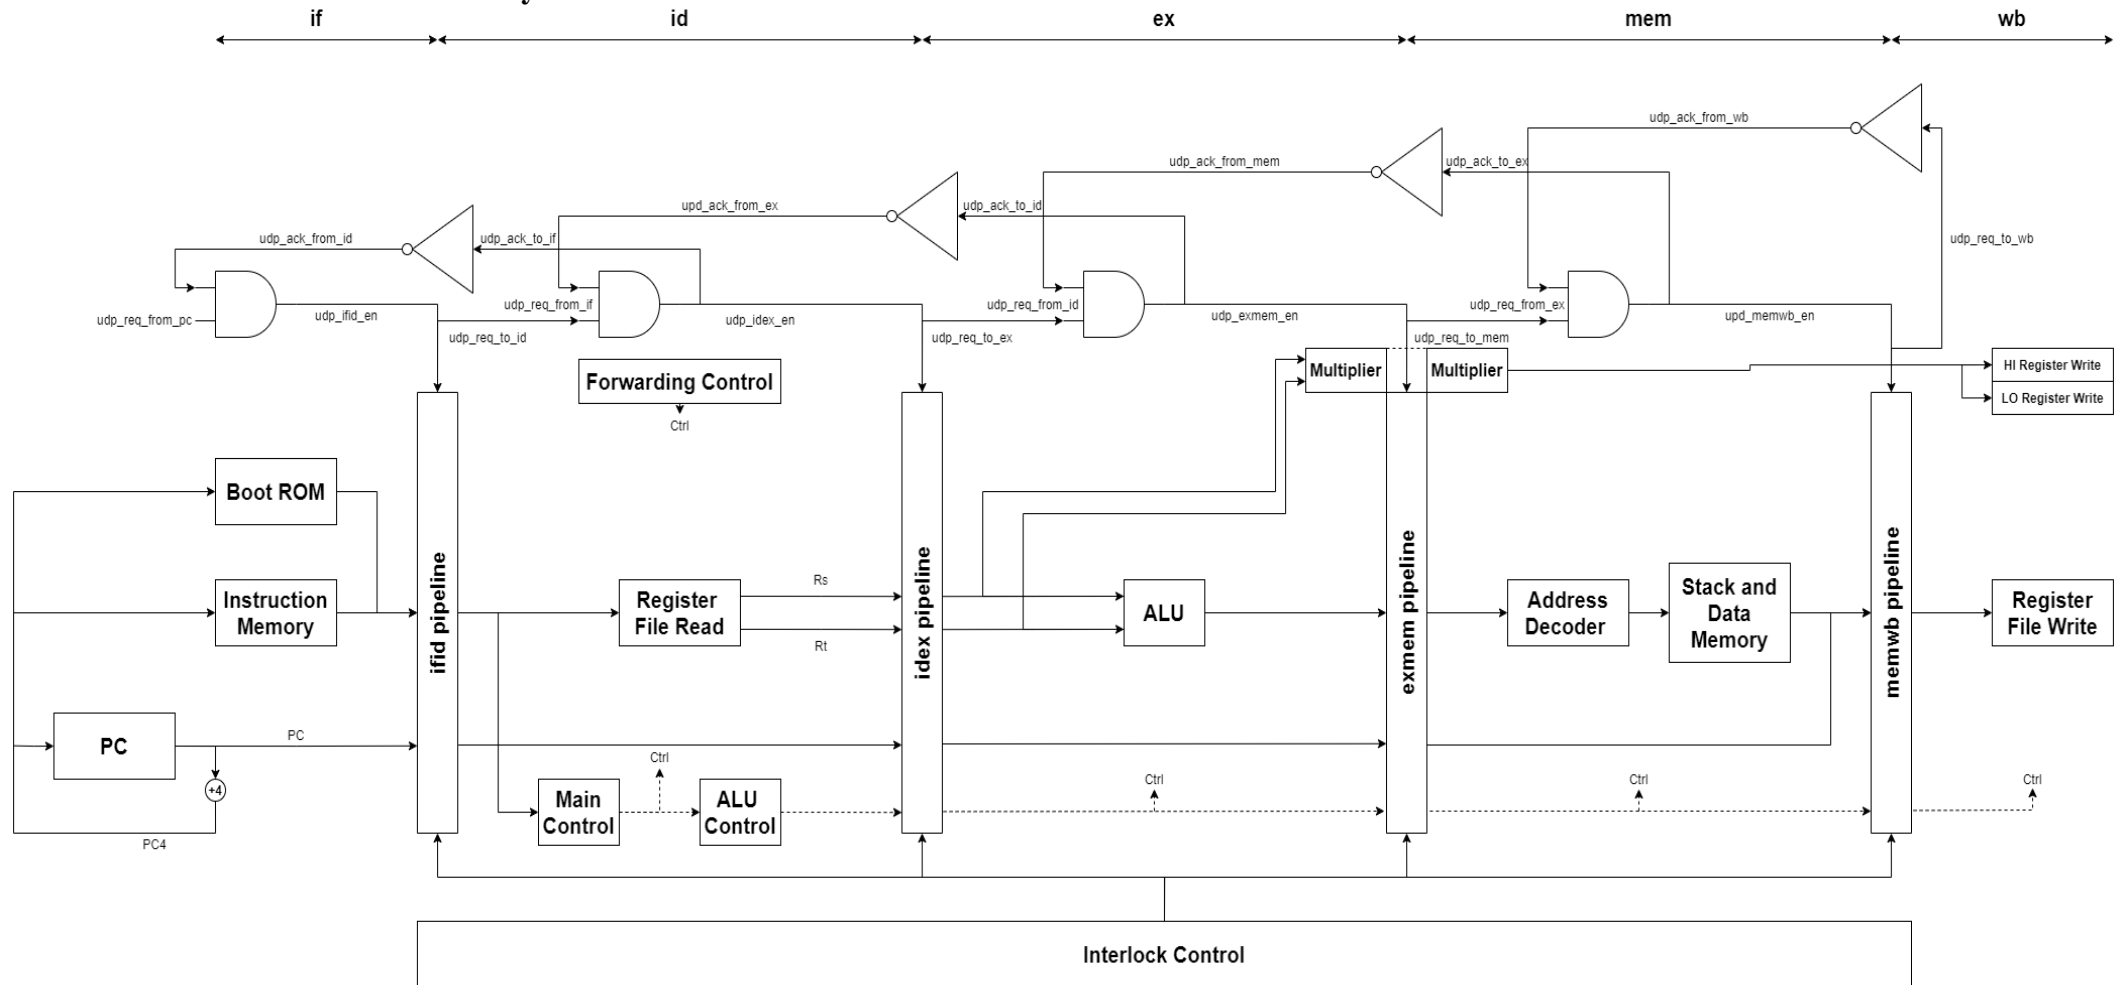 if
id
ex
mem
wb
udp_ack_from_wb
udp_ack_from_mem
udp_ack_to_ex
upd_ack_from_ex
udp_ack_to_id
udp_ack_from_id
udp_ack_to_if
udp_req_to_wb
udp_req_from_pc
udp_ifid_en
udp_req_from_if
udp_req_to_id
udp_idex_en
udp_req_from_id
udp_req_to_ex
udp_exmem_en
udp_req_from_ex
udp_req_to_mem
upd_memwb_en
Forwarding Control
Ctrl
Multiplier
Multiplier
HI Register Write
LO Register Write
Boot ROM
Instruction
Memory
PC
PC
+4
PC4
ifid pipeline
Register
File Read
Rs
Rt
Main
Control
Ctrl
ALU
Control
idex pipeline
ALU
Ctrl
exmem pipeline
Address
Decoder
Stack and
Data
Memory
Ctrl
memwb pipeline
Register
File Write
Ctrl
Interlock Control